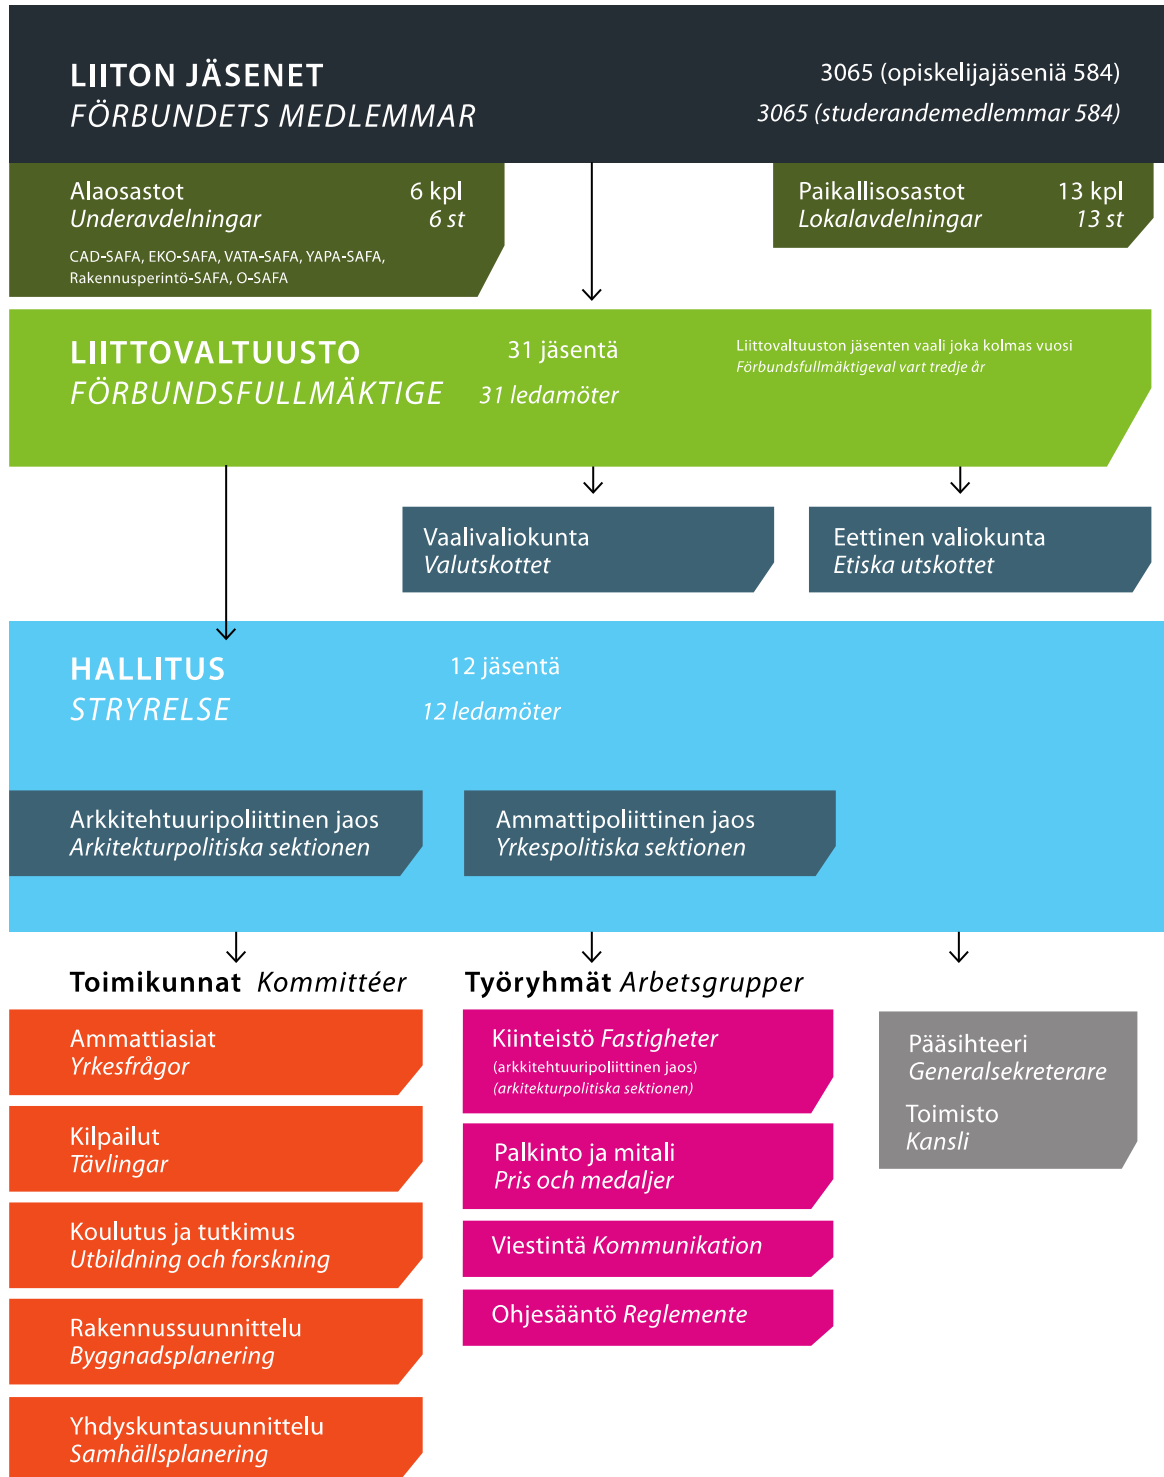 LIITON JÄSENET
FÖRBUNDETS MEDLEMMAR
3065 (opiskelijajäseniä 584)
3065 (studerandemedlemmar 584)
Alaosastot 6 kpl
Underavdelningar 6 st
CAD-SAFA, EKO-SAFA, VATA-SAFA, YAPA-SAFA,
Rakennusperintö-SAFA, O-SAFA
Paikallisosastot 13 kpl
Lokalavdelningar 13 st
LIITTOVALTUUSTO
FÖRBUNDSFULLMÄKTIGE
31 jäsentä
31 ledamöter
Liittovaltuuston jäsenten vaali joka kolmas vuosi
Förbundsfullmäktigeval vart tredje år
Vaalivaliokunta
Valutskottet
Eettinen valiokunta
Etiska utskottet
HALLITUS
STRYRELSE
12 jäsentä
12 ledamöter
Arkkitehtuuripoliittinen jaos
Arkitekturpolitiska sektionen
Ammattipoliittinen jaos
Yrkespolitiska sektionen
Toimikunnat Kommittéer
Ammattiasiat
Yrkesfrågor
Kilpailut
Tävlingar
Koulutus ja tutkimus
Utbildning och forskning
Rakennussuunnittelu
Byggnadsplanering
Yhdyskuntasuunnittelu
Samhällsplanering
Työryhmät Arbetsgrupper
Kiinteistö Fastigheter
(arkkitehtuuripoliittinen jaos)
(arkitekturpolitiska sektionen)
Palkinto ja mitali
Pris och medaljer
Viestintä Kommunikation
Ohjesääntö Reglemente
Pääsihteeri
Generalsekreterare
Toimisto
Kansli